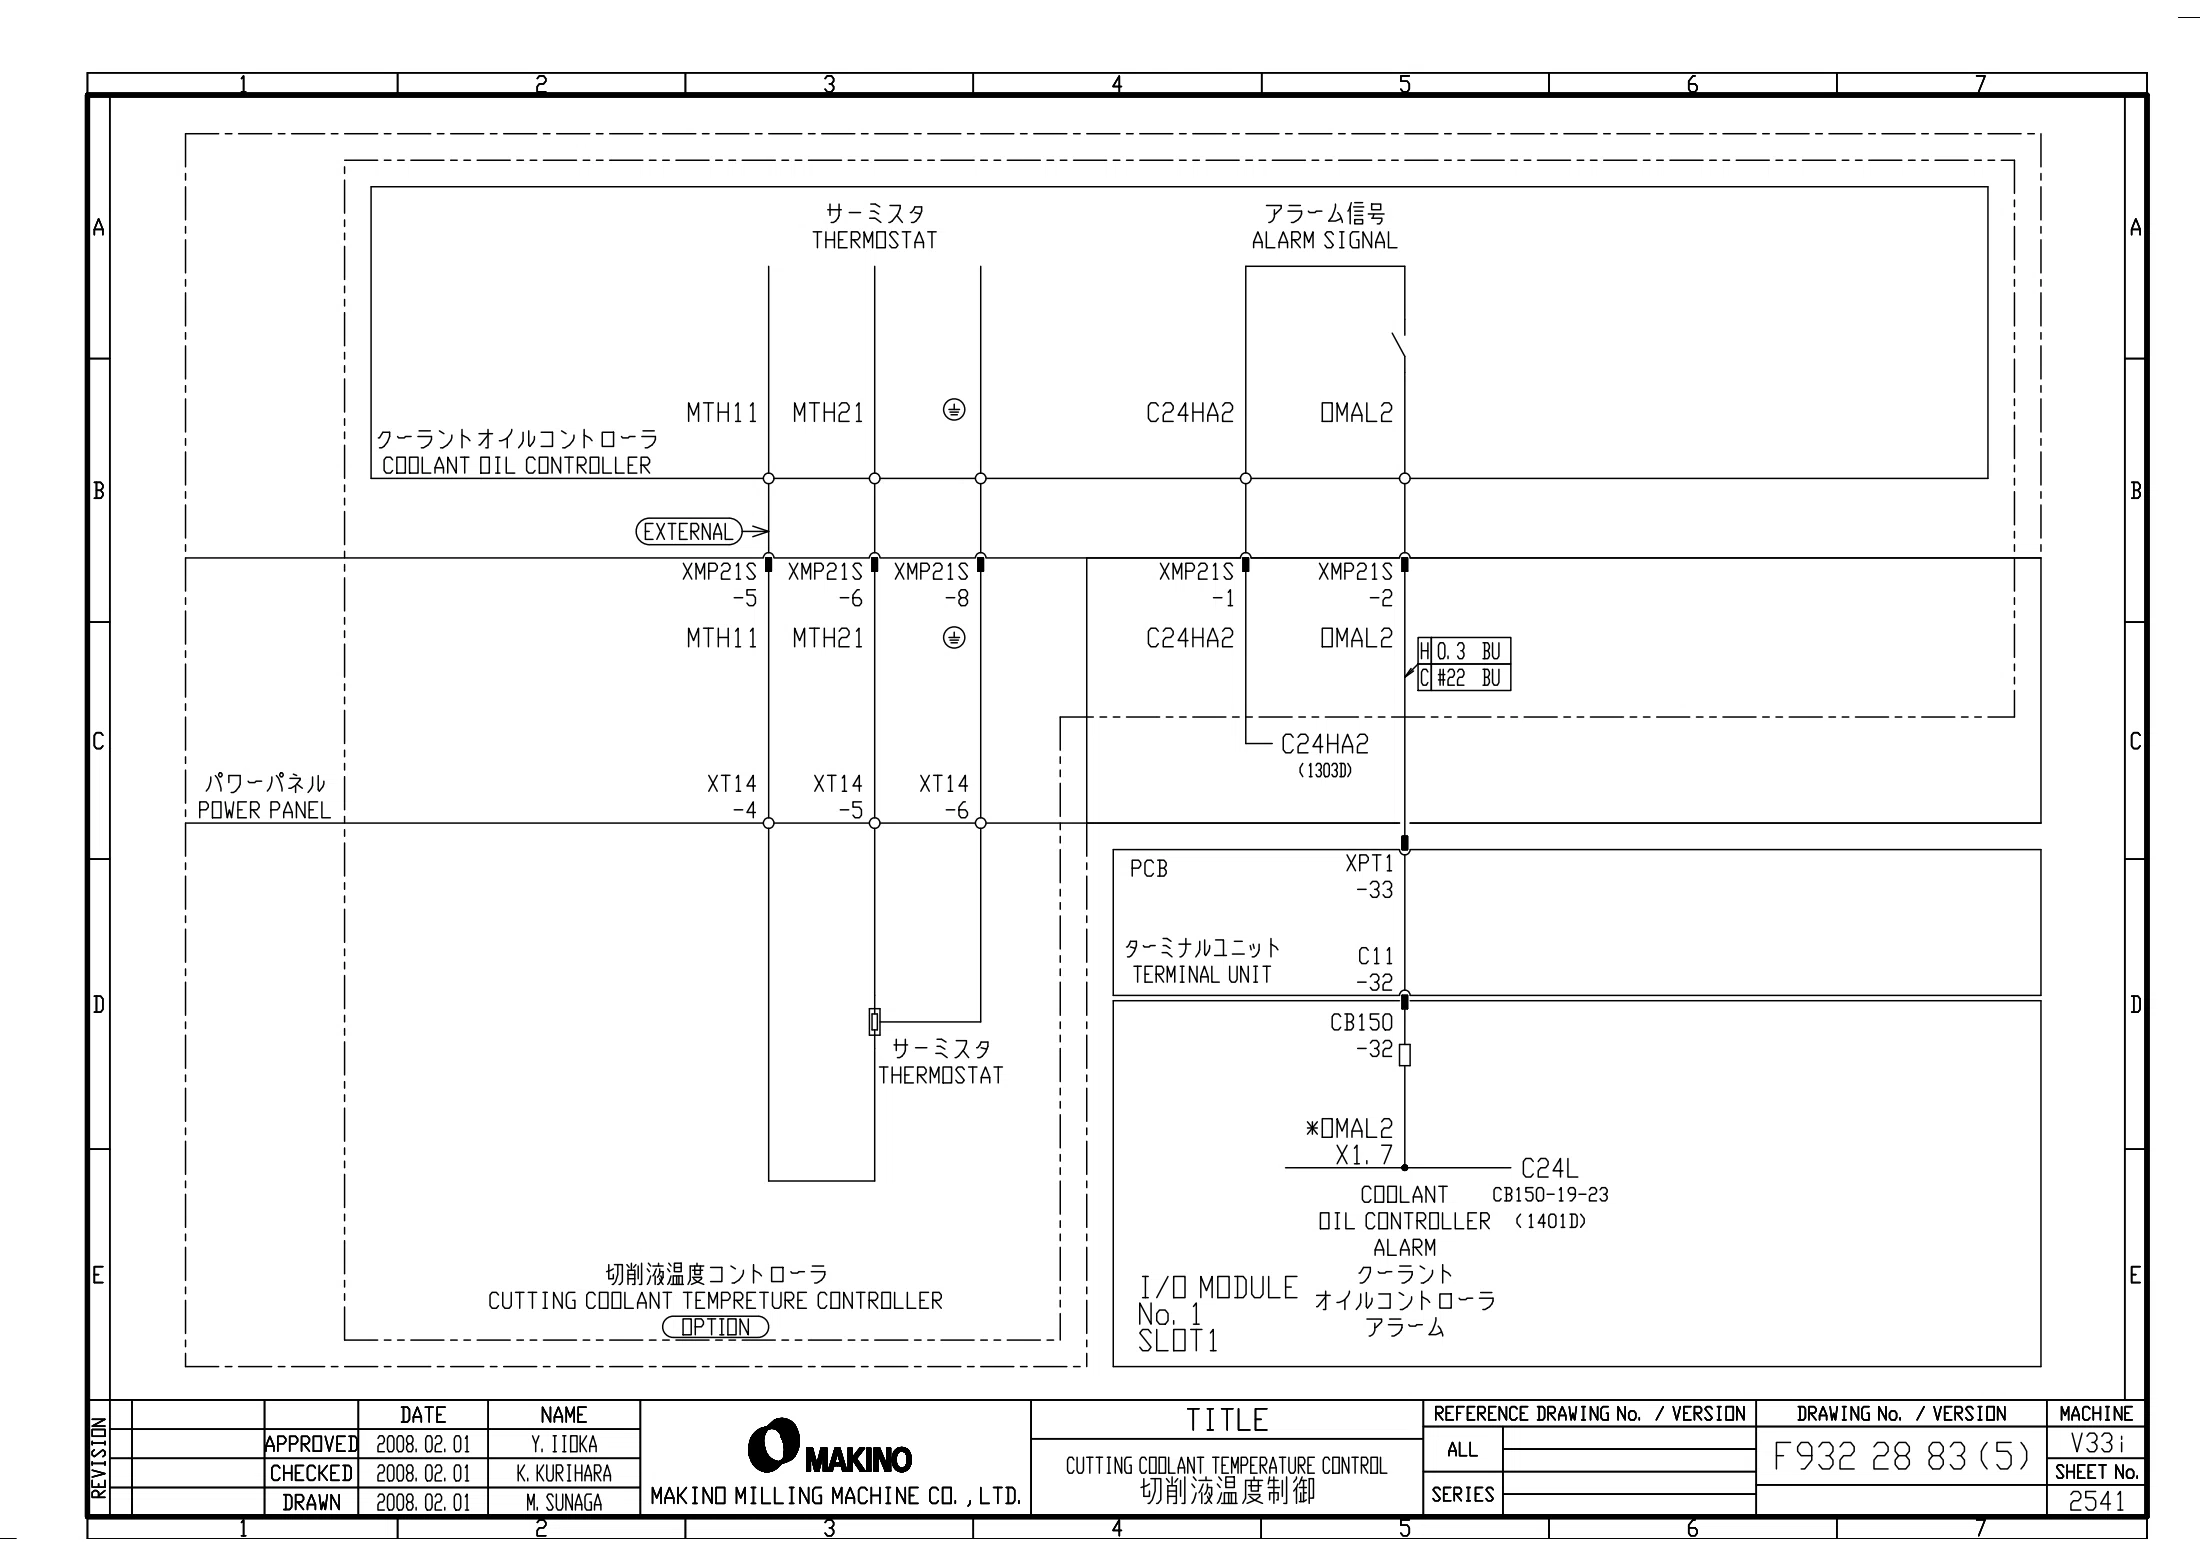 1 2 3 4 5 6 7
A A
サーミスタ
THERMOSTAT
アラーム信号
ALARM SIGNAL
MTH11 MTH21 C24HA2 OMAL2
クーラントオイルコントローラ
COOLANT OIL CONTROLLER
B B
EXTERNAL
XMP21S XMP21S XMP21S XMP21S XMP21S
-5 -6 -8 -1 -2
MTH11 MTH21 C24HA2 OMAL2
H 0.3 BU
C #22 BU
C C
C24HA2
(1303D)
パワーパネル
POWER PANEL
XT14 XT14 XT14
-4 -5 -6
PCB
XPT1
-33
ターミナルユニット
TERMINAL UNIT
C11
-32
D D
CB150
-32
サーミスタ
THERMOSTAT
*OMAL2
X1.7
C24L
CB150-19-23
(1401D)
COOLANT
OIL CONTROLLER
ALARM
クーラント
オイルコントローラ
アラーム
E E
I/O MODULE
No. 1
SLOT1
切削液温度コントローラ
CUTTING COOLANT TEMPRETURE CONTROLLER
OPTION
REVISION
DATE NAME
APPROVED 2008.02.01 Y. IIOKA
CHECKED 2008.02.01 K. KURIHARA
DRAWN 2008.02.01 M. SUNAGA
MAKINO
MAKINO MILLING MACHINE CO., LTD.
TITLE
CUTTING COOLANT TEMPERATURE CONTROL
切削液温度制御
REFERENCE DRAWING No. / VERSION
ALL
SERIES
DRAWING No. / VERSION
F932 28 83(5)
MACHINE
V33i
SHEET No.
2541
1 2 3 4 5 6 7